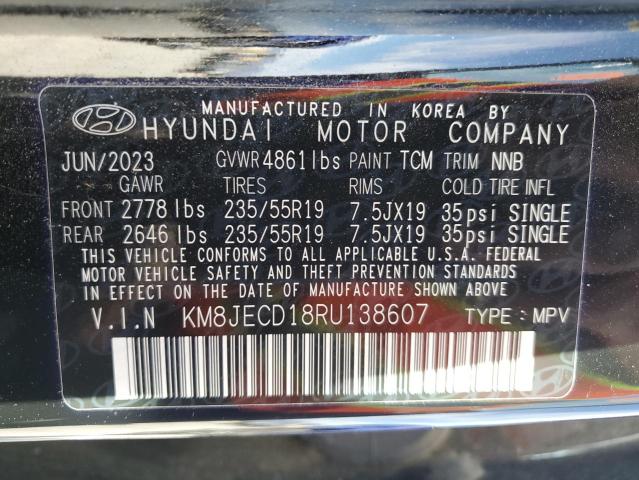 MANUFACTURED IN KOREA BY
HYUNDAI MOTOR COMPANY
JUN/2023 GVWR 4861 lbs PAINT TCM TRIM NNB
GAWR TIRES RIMS COLD TIRE INFL
FRONT 2778 lbs 235/55R19 7.5JX19 35psi SINGLE
REAR 2646 lbs 235/55R19 7.5JX19 35psi SINGLE
THIS VEHICLE CONFORMS TO ALL APPLICABLE U.S.A. FEDERAL
MOTOR VEHICLE SAFETY AND THEFT PREVENTION STANDARDS
IN EFFECT ON THE DATE OF MANUFACTURE SHOWN ABOVE
V.I.N KM8JECD18RU138607 TYPE : MPV